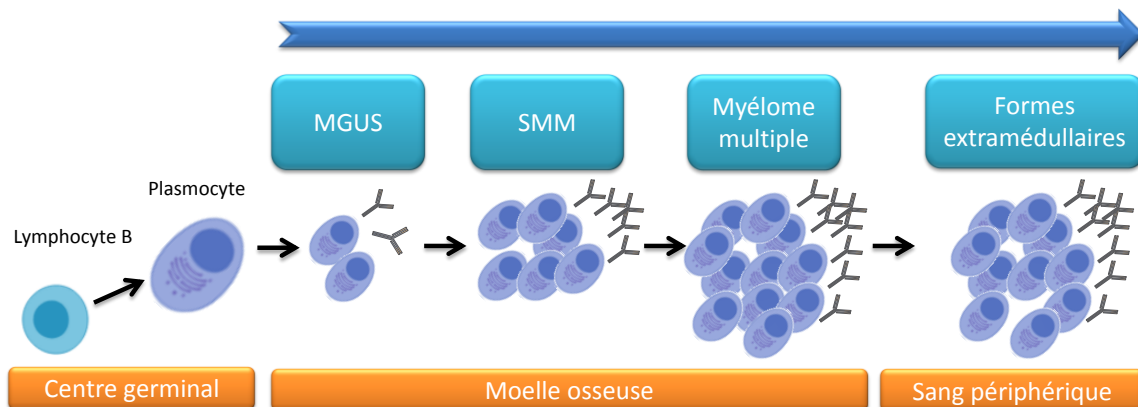 MGUS
SMM
Myélome
multiple
Formes
extramédullaires
Plasmocyte
Lymphocyte B
Centre germinal
Moelle osseuse
Sang périphérique